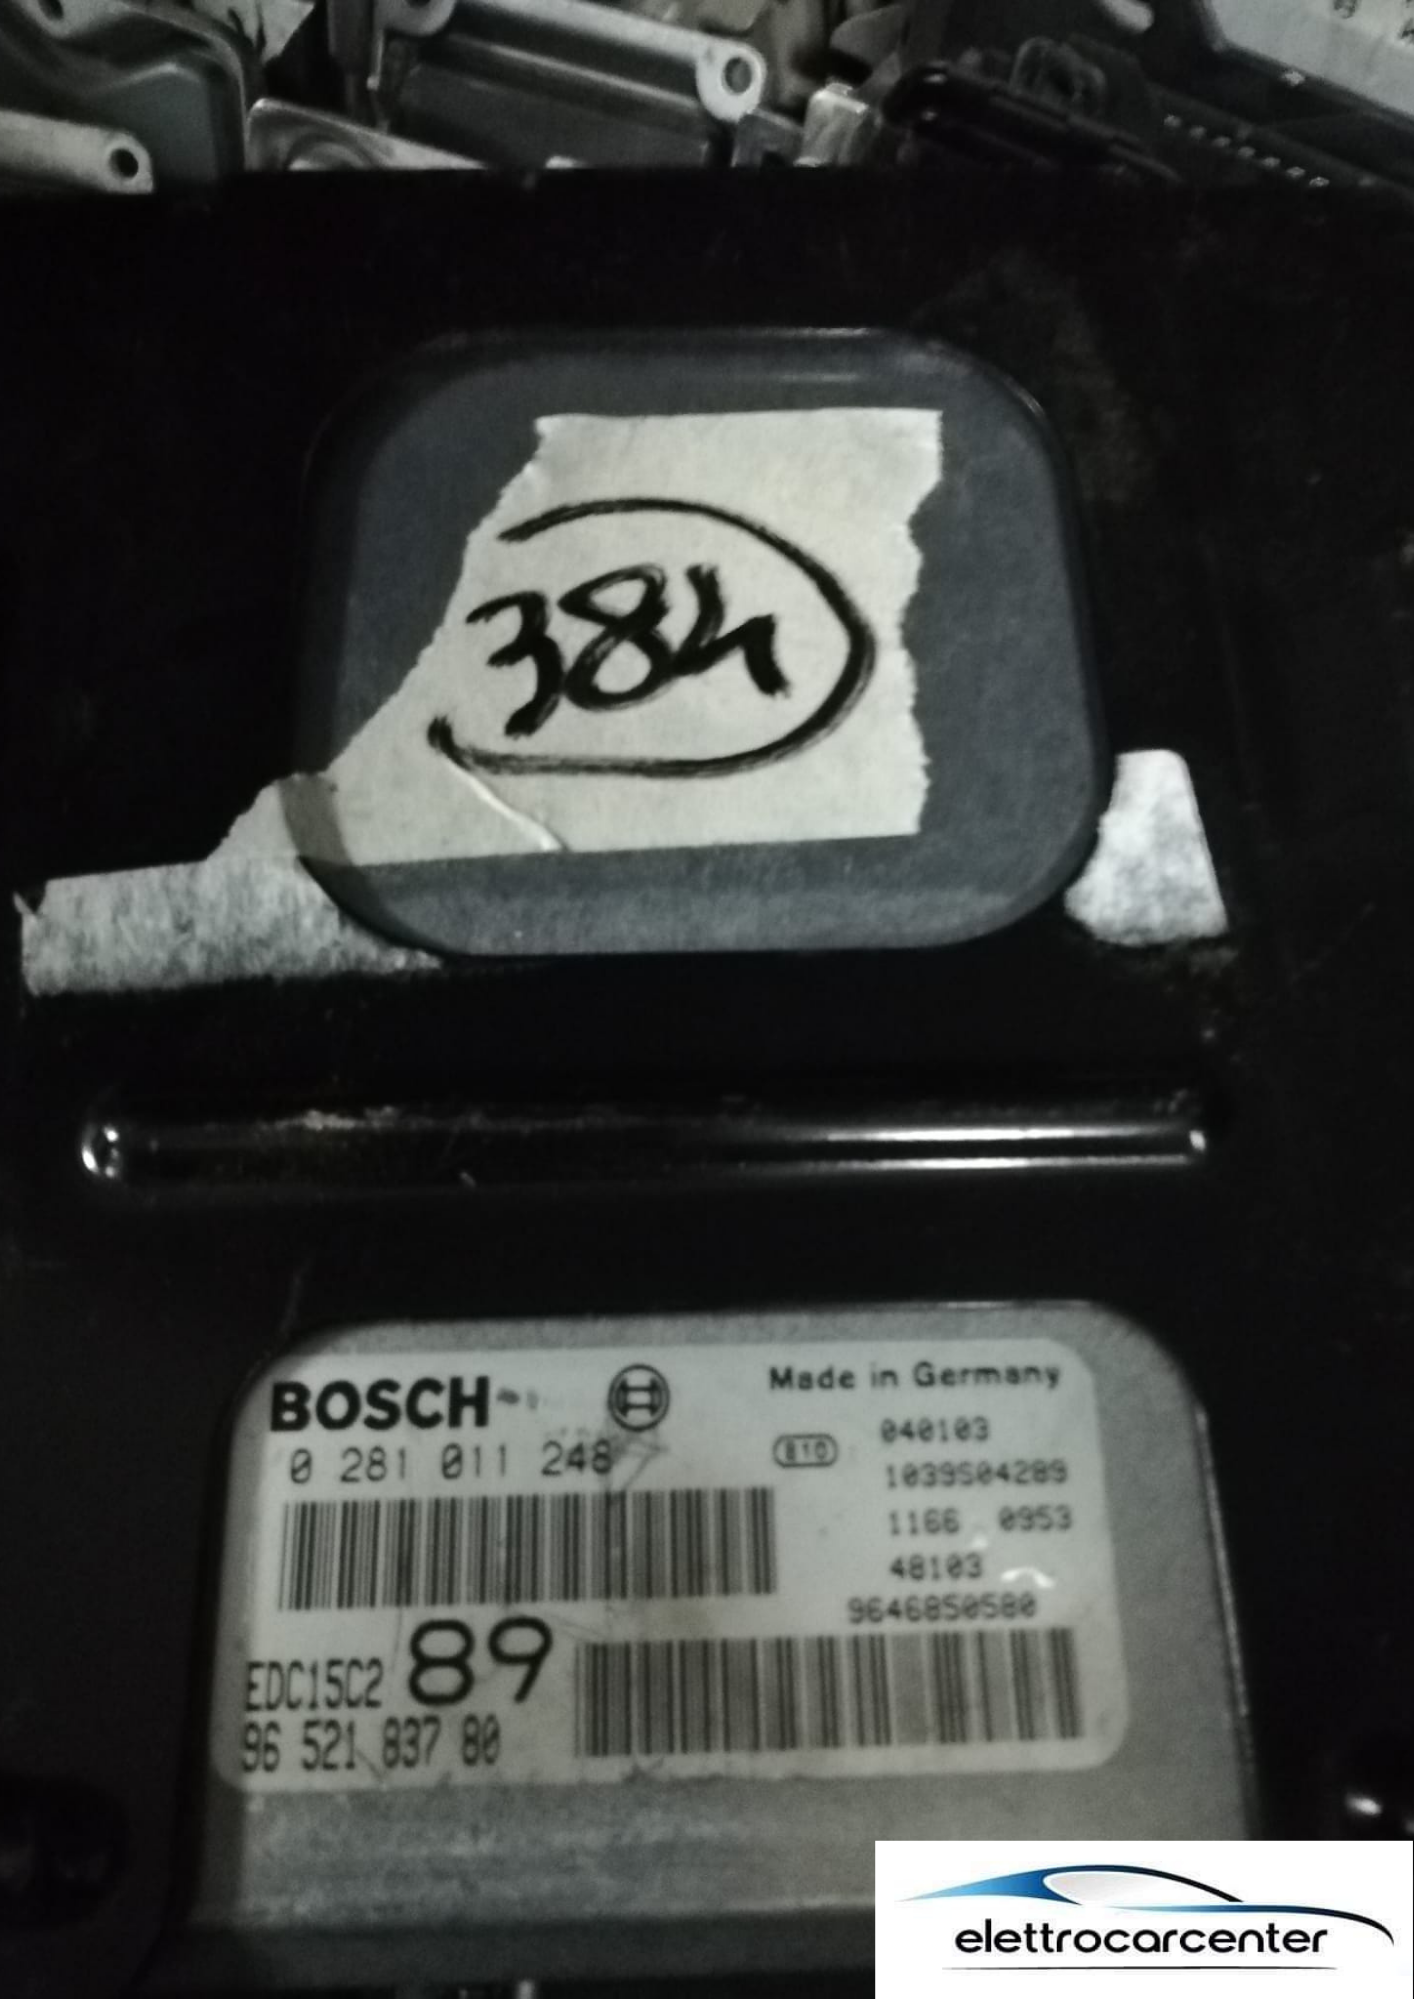 384
BOSCH
Made in Germany
0 281 011 248
810
040103
1039S04289
1166 0953
48103
9646850580
EDC15C2 89
96 521 837 80
elettrocarcenter